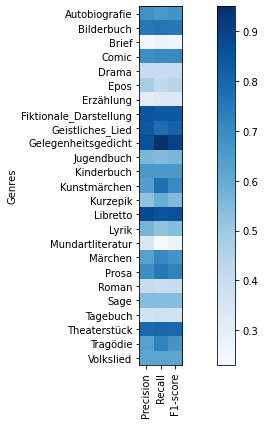 Autobiografie
Bilderbuch
Brief
Comic
Drama
Epos
Erzählung
Fiktionale_Darstellung
Geistliches_Lied
Gelegenheitsgedicht
Jugendbuch
Kinderbuch
Kunstmärchen
Kurzepik
Libretto
Lyrik
Mundartliteratur
Märchen
Prosa
Roman
Sage
Tagebuch
Theaterstück
Tragödie
Volkslied
Genres
Precision
Recall
F1-score
0.9
0.8
0.7
0.6
0.5
0.4
0.3